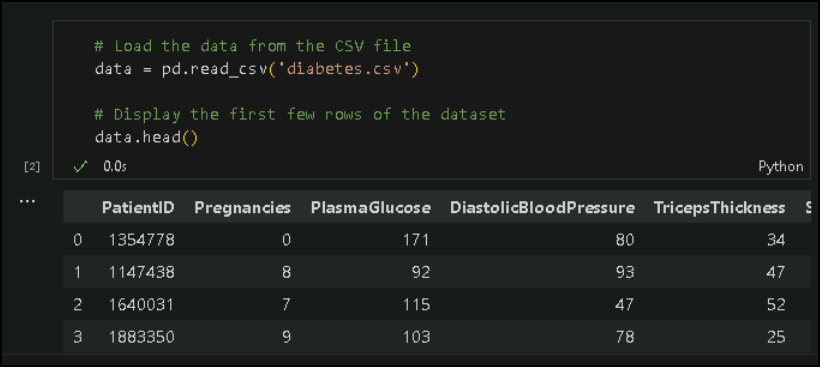 # Load the data from the CSV file
data = pd.read_csv('diabetes.csv')
# Display the first few rows of the dataset
data.head()
[2] ✓ 0.0s Python
...
PatientID Pregnancies PlasmaGlucose DiastolicBloodPressure TricepsThickness
0 1354778 0 171 80 34
1 1147438 8 92 93 47
2 1640031 7 115 47 52
3 1883350 9 103 78 25